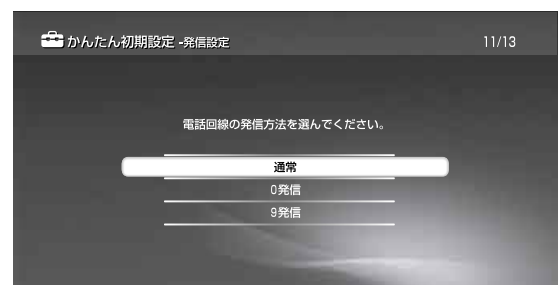 かんたん初期設定 -発信設定
11/13
電話回線の発信方法を選んでください。
通常
0発信
9発信